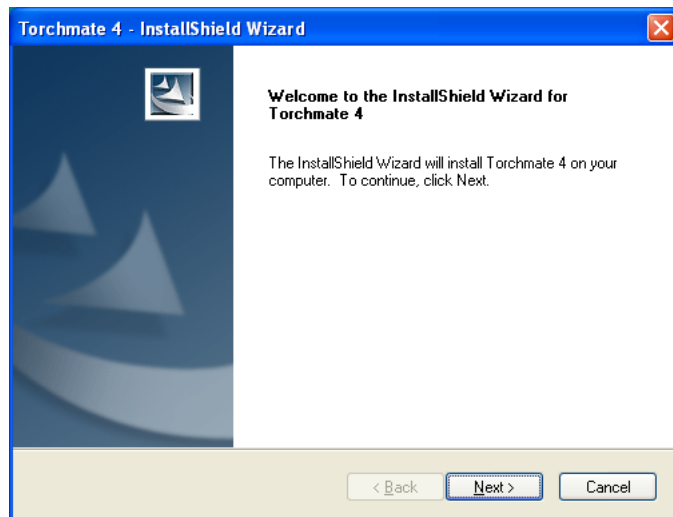 Torchmate 4 - InstallShield Wizard
Welcome to the InstallShield Wizard for
Torchmate 4
The InstallShield Wizard will install Torchmate 4 on your
computer.  To continue, click Next.
< Back
Next >
Cancel